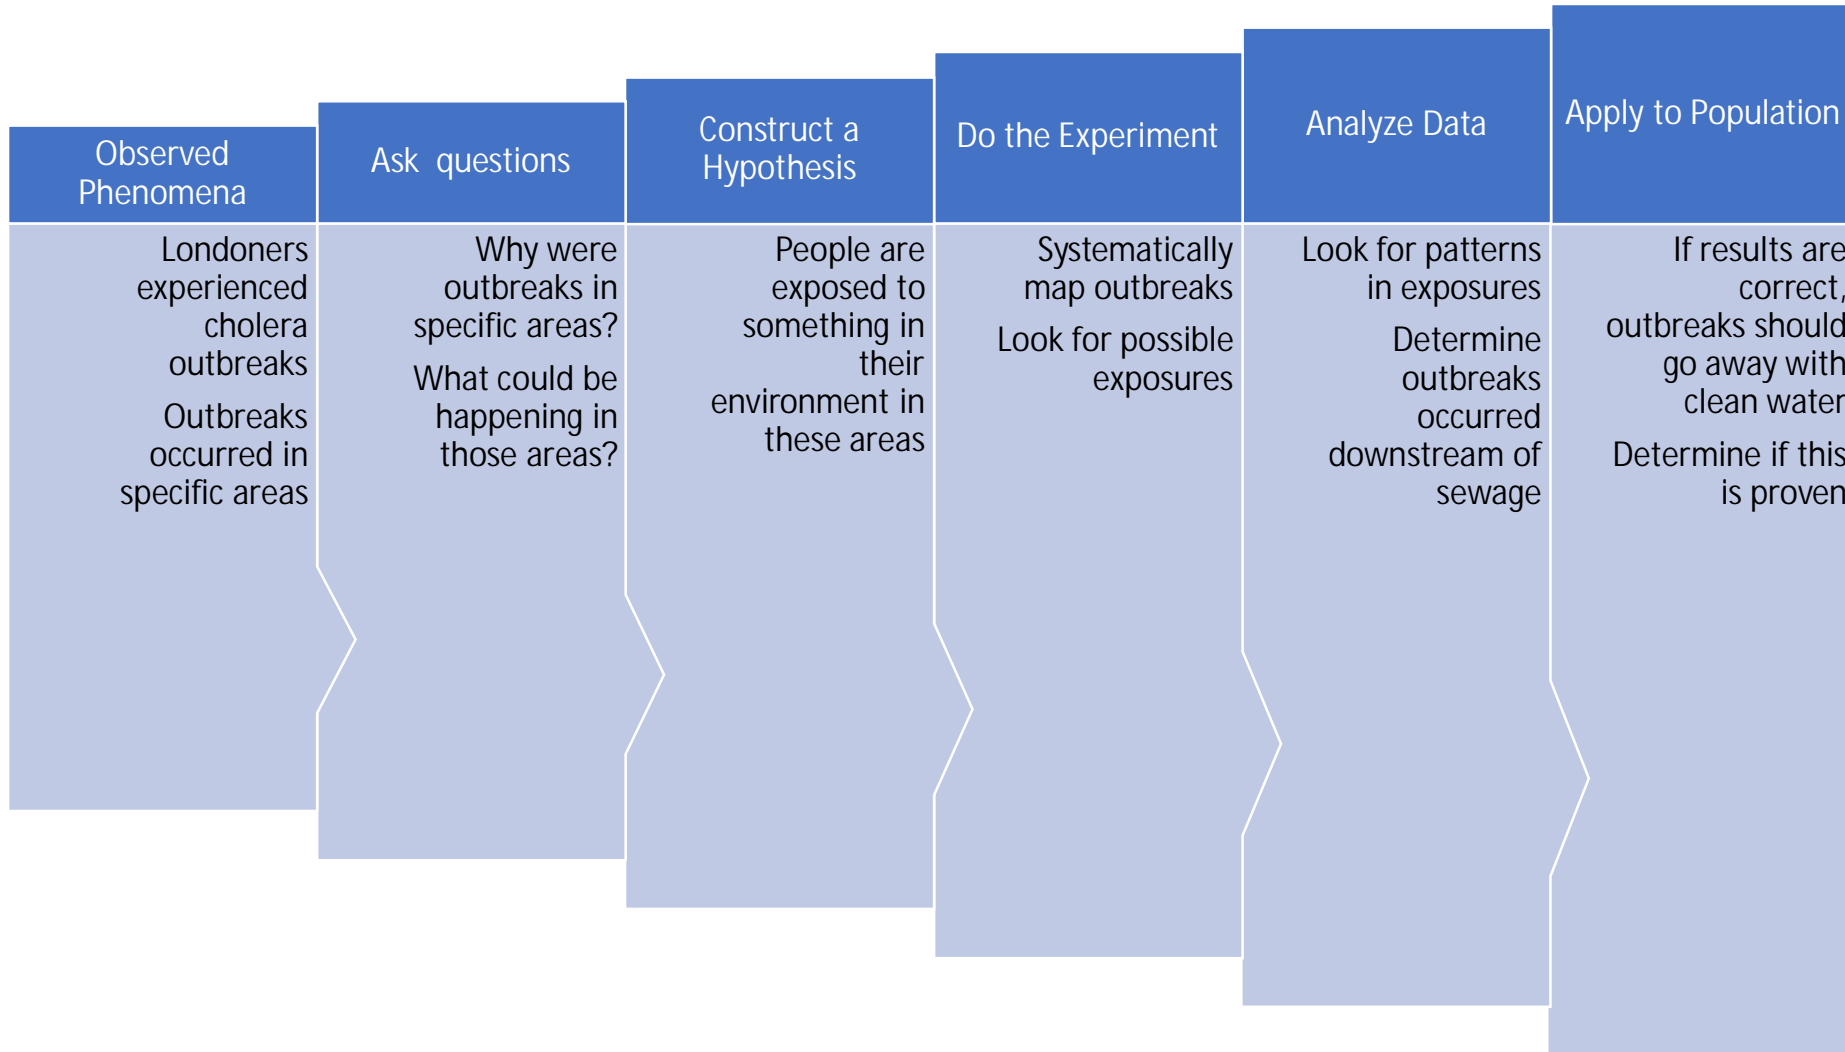 Observed
Phenomena
Londoners
experienced
cholera
outbreaks
Outbreaks
occurred in
specific areas
Ask questions
Why were
outbreaks in
specific areas?
What could be
happening in
those areas?
Construct a
Hypothesis
People are
exposed to
something in
their
environment in
these areas
Do the Experiment
Systematically
map outbreaks
Look for possible
exposures
Analyze Data
Look for patterns
in exposures
Determine
outbreaks
occurred
downstream of
sewage
Apply to Population
If results are
correct,
outbreaks should
go away with
clean water
Determine if this
is proven